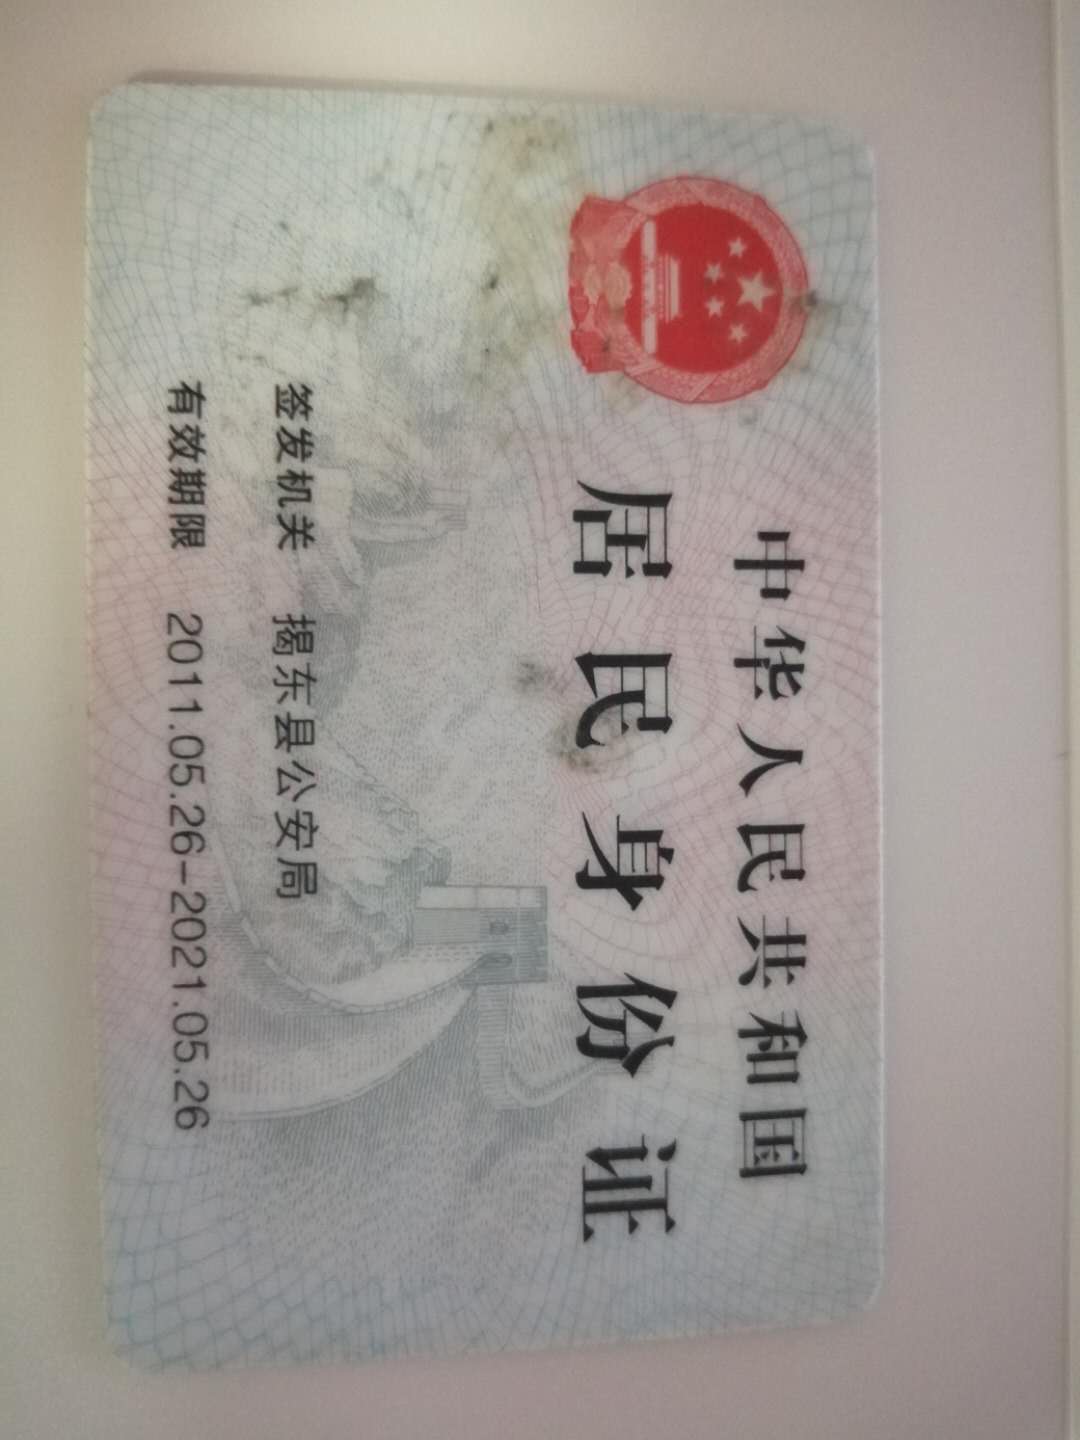 中华人民共和国
居民身份证
签发机关 揭东县公安局
有效期限 2011.05.26-2021.05.26